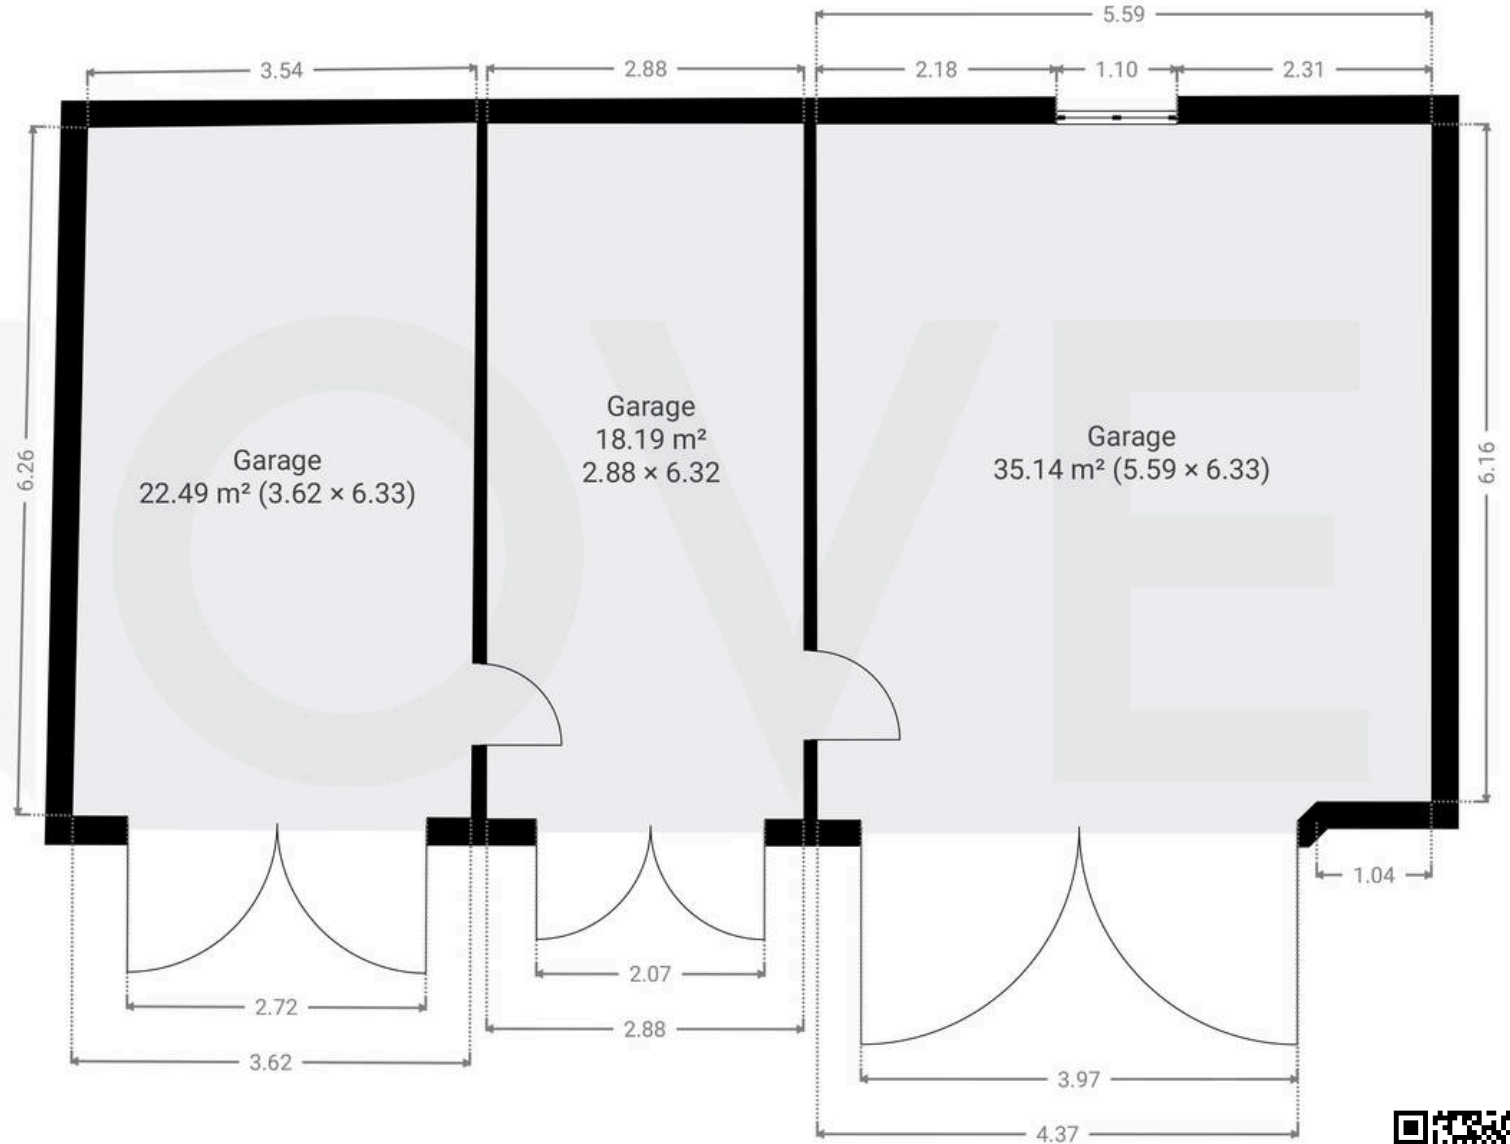 5.59
3.54
2.88
2.18
1.10
2.31
6.26
6.16
Garage
22.49 m² (3.62 × 6.33)
Garage
18.19 m²
2.88 × 6.32
Garage
35.14 m² (5.59 × 6.33)
OVE
1.04
2.07
2.72
2.88
3.62
3.97
4.37